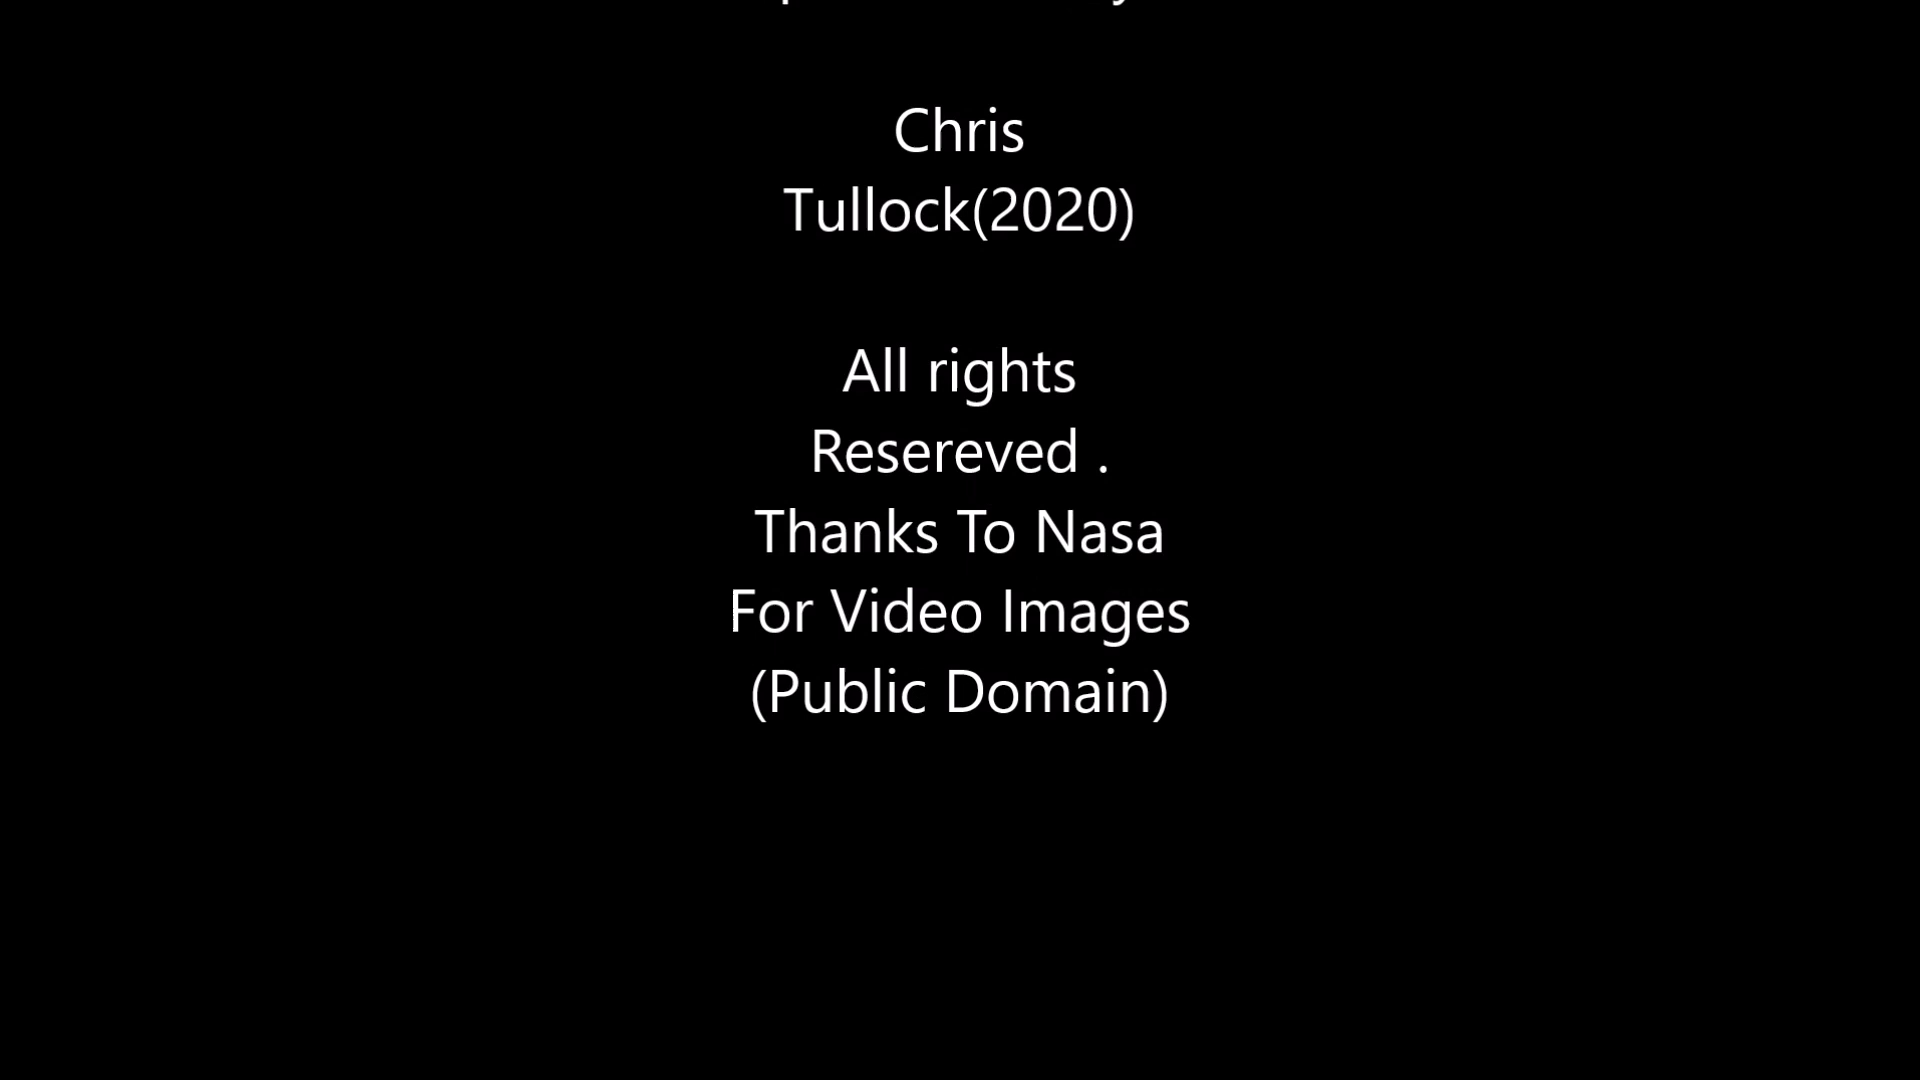 Chris
Tullock(2020)
All rights
Resereved .
Thanks To Nasa
For Video Images
(Public Domain)